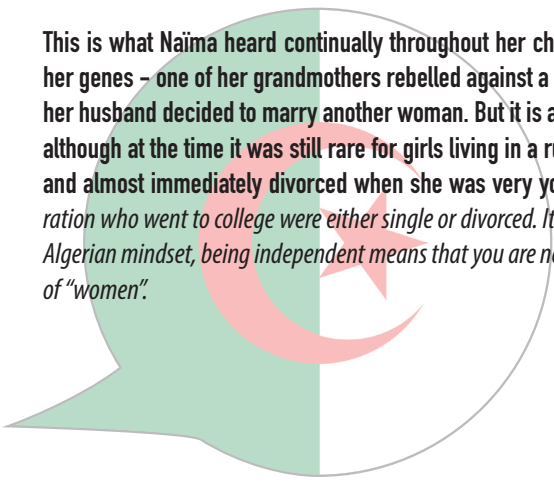 This is what Naïma heard continually throughout her ch
her genes – one of her grandmothers rebelled against a
her husband decided to marry another woman. But it is a
although at the time it was still rare for girls living in a ru
and almost immediately divorced when she was very yo
ration who went to college were either single or divorced. It
Algerian mindset, being independent means that you are no
of “women”.